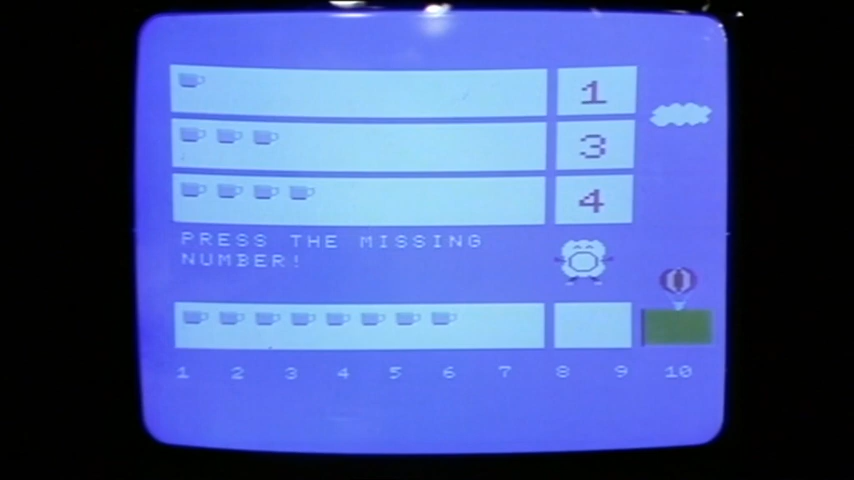 1
3
4
PRESS THE MISSING
NUMBER!
1 2 3 4 5 6 7 8 9 10